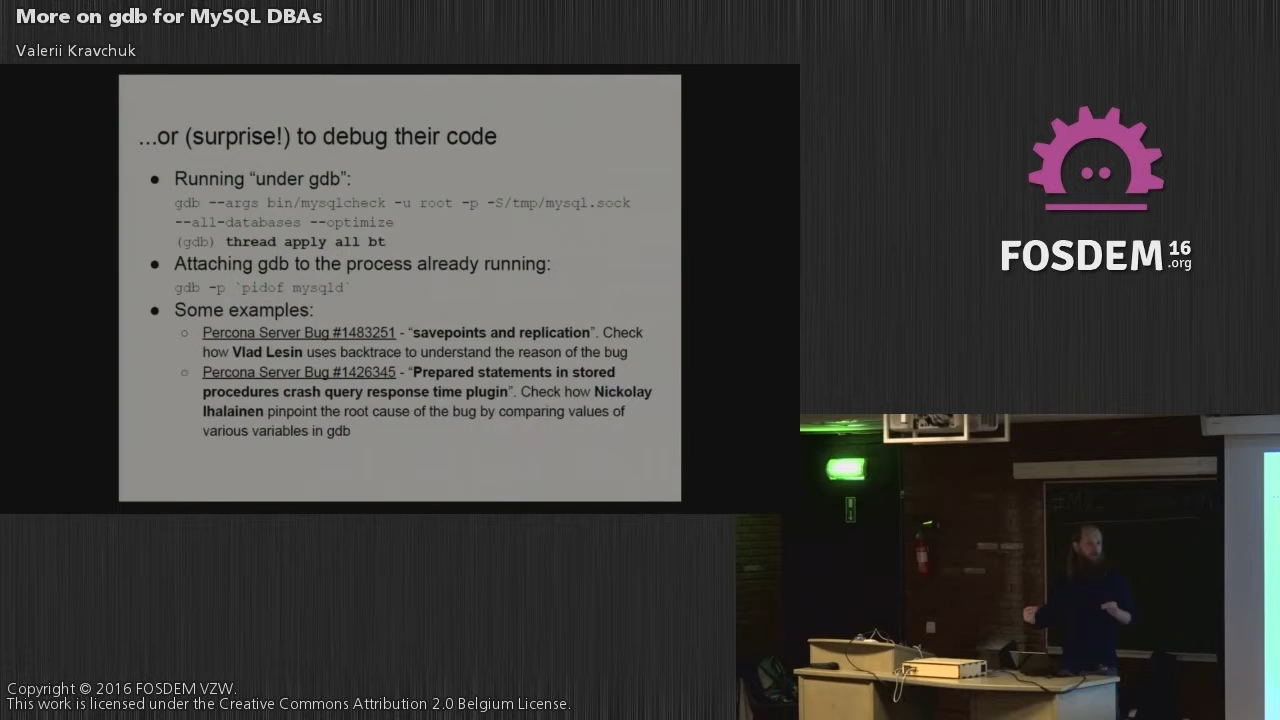 More on gdb for MySQL DBAs
Valerii Kravchuk
...or (surprise!) to debug their code
● Running “under gdb”:
gdb --args bin/mysqlcheck -u root -p -S/tmp/mysql.sock
--all-databases --optimize
(gdb) thread apply all bt
● Attaching gdb to the process already running:
gdb -p `pidof mysqld`
● Some examples:
○ Percona Server Bug #1483251 - “savepoints and replication”. Check
how Vlad Lesin uses backtrace to understand the reason of the bug
○ Percona Server Bug #1426345 - “Prepared statements in stored
procedures crash query response time plugin”. Check how Nickolay
Ihalainen pinpoint the root cause of the bug by comparing values of
various variables in gdb
FOSDEM 16
.org
Copyright © 2016 FOSDEM VZW.
This work is licensed under the Creative Commons Attribution 2.0 Belgium License.